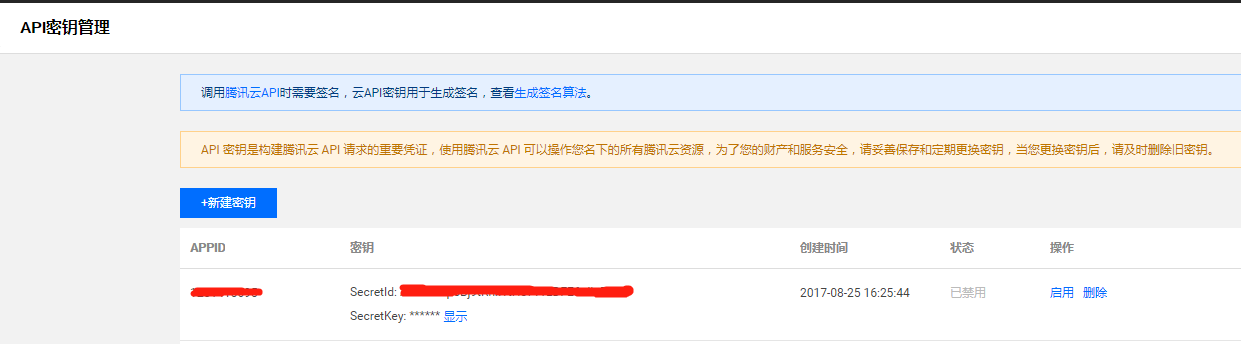 API密钥管理
调用腾讯云API时需要签名，云API密钥用于生成签名，查看生成签名算法。
API 密钥是构建腾讯云 API 请求的重要凭证，使用腾讯云 API 可以操作您名下的所有腾讯云资源，为了您的财产和服务安全，请妥善保存和定期更换密钥，当您更换密钥后，请及时删除旧密钥。
+新建密钥
APPID 密钥 创建时间 状态 操作
SecretId: 2017-08-25 16:25:44 已禁用 启用 删除
SecretKey: ****** 显示